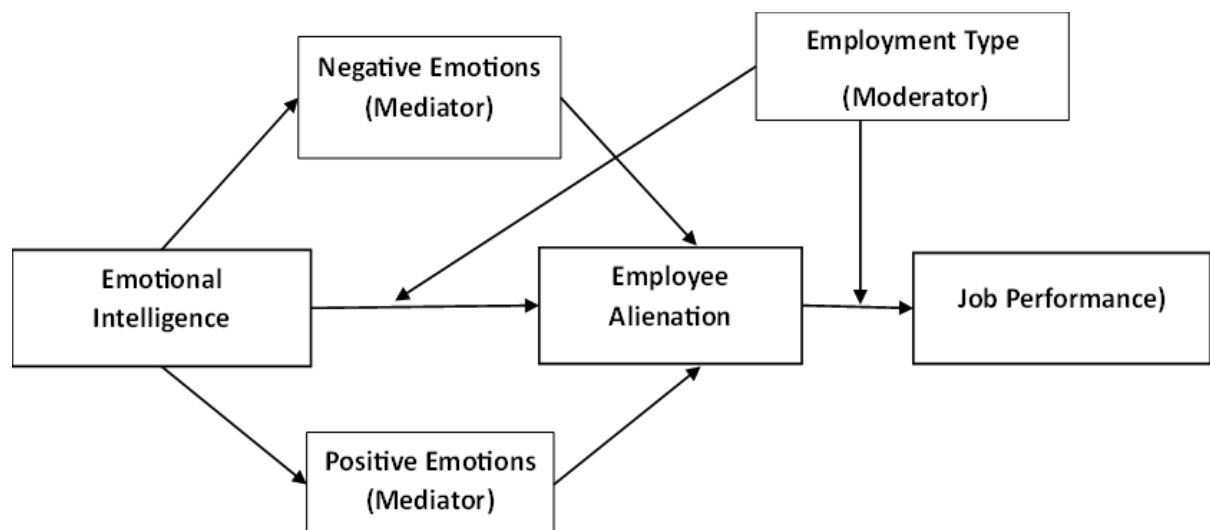 Negative Emotions
(Mediator)
Employment Type
(Moderator)
Emotional
Intelligence
Employee
Alienation
Job Performance)
Positive Emotions
(Mediator)